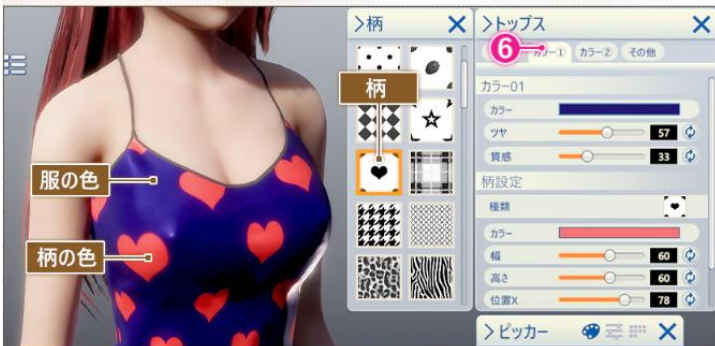 柄
トップス
6
カラー①
カラー②
その他
カラー01
カラー
ツヤ
57
質感
33
柄設定
種類
カラー
幅
60
高さ
60
位置X
78
ピッカー
柄
服の色
柄の色